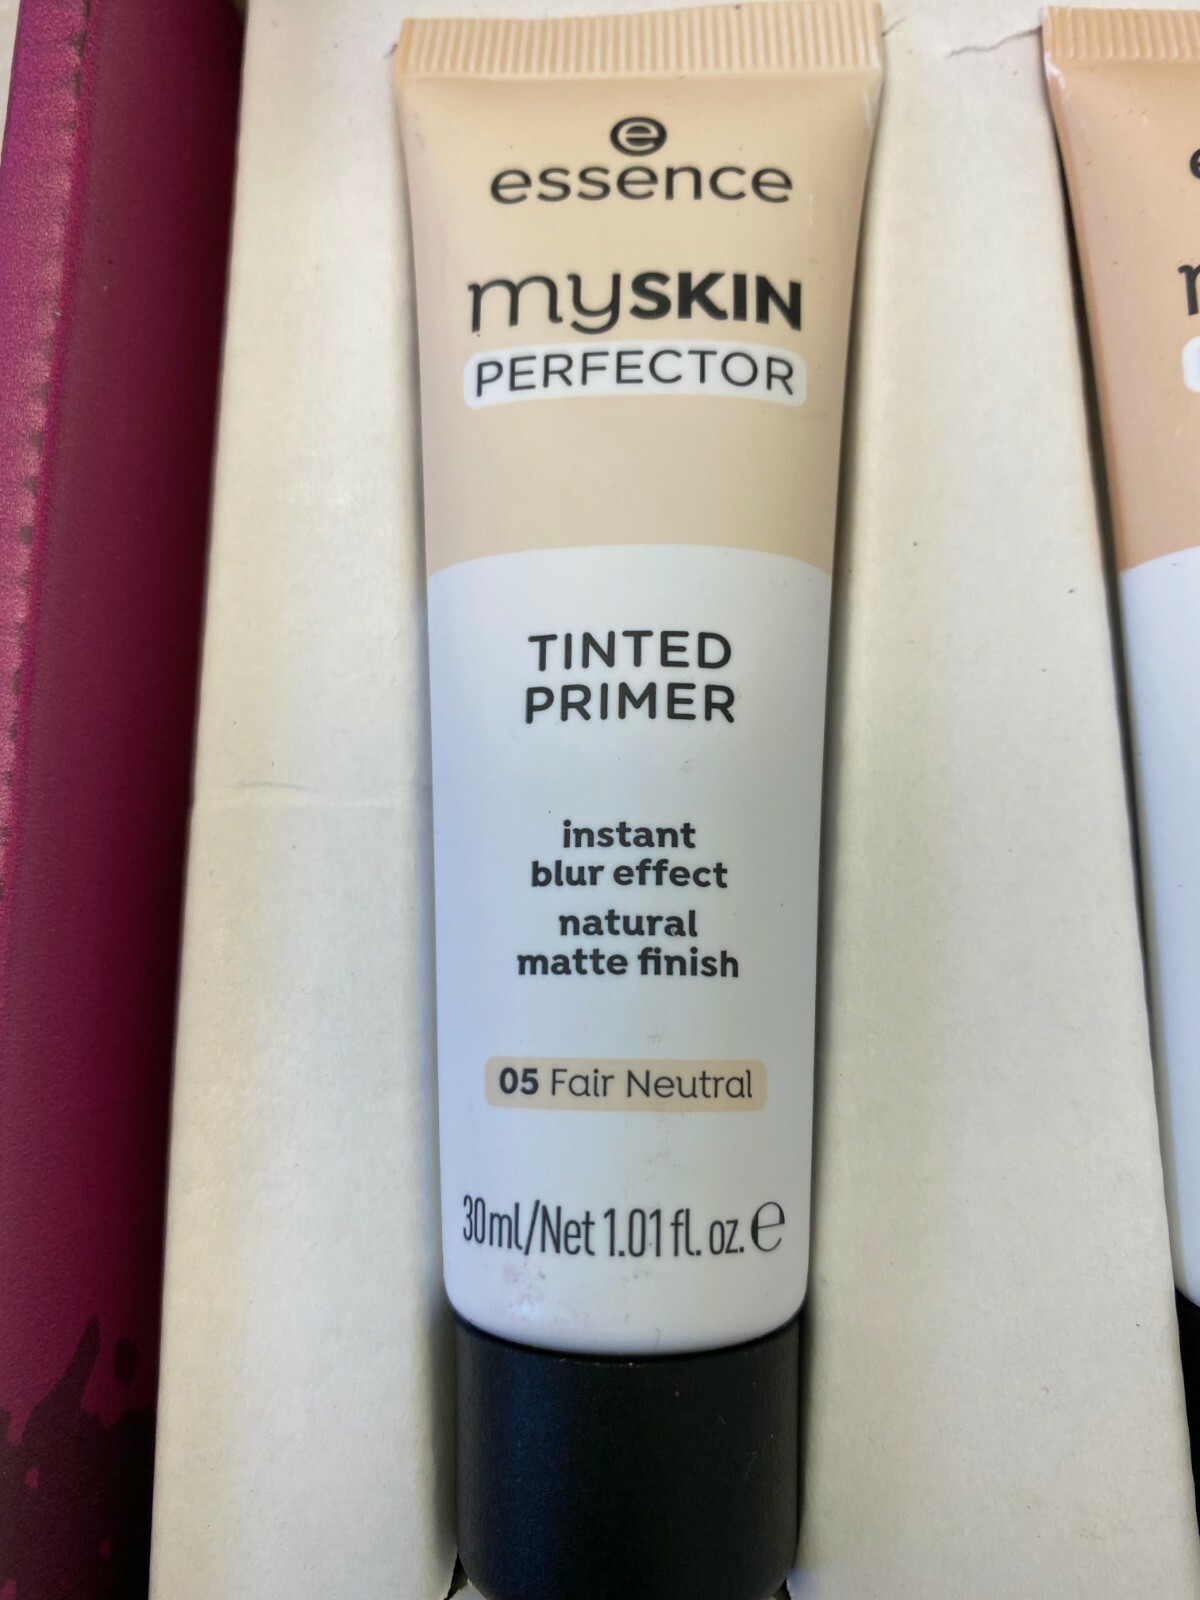 e
essence
mySKIN
PERFECTOR
TINTED
PRIMER
instant
blur effect
natural
matte finish
05 Fair Neutral
30ml/Net 1.01 fl. oz. ℮